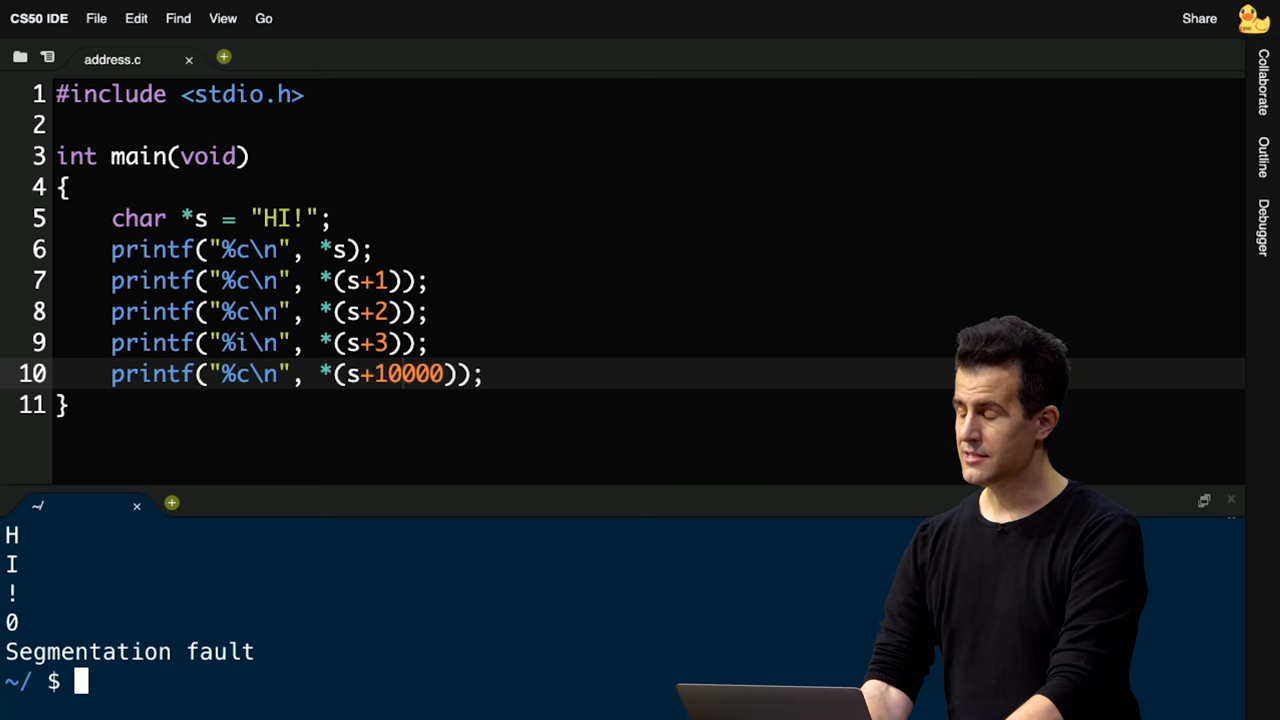 CS50 IDE File Edit Find View Go Share
address.c
1 #include <stdio.h>
2
3 int main(void)
4 {
5 char *s = "HI!";
6 printf("%c\n", *s);
7 printf("%c\n", *(s+1));
8 printf("%c\n", *(s+2));
9 printf("%i\n", *(s+3));
10 printf("%c\n", *(s+10000));
11 }
Collaborate
Outline
Debugger
~/
H
I
!
0
Segmentation fault
~/ $